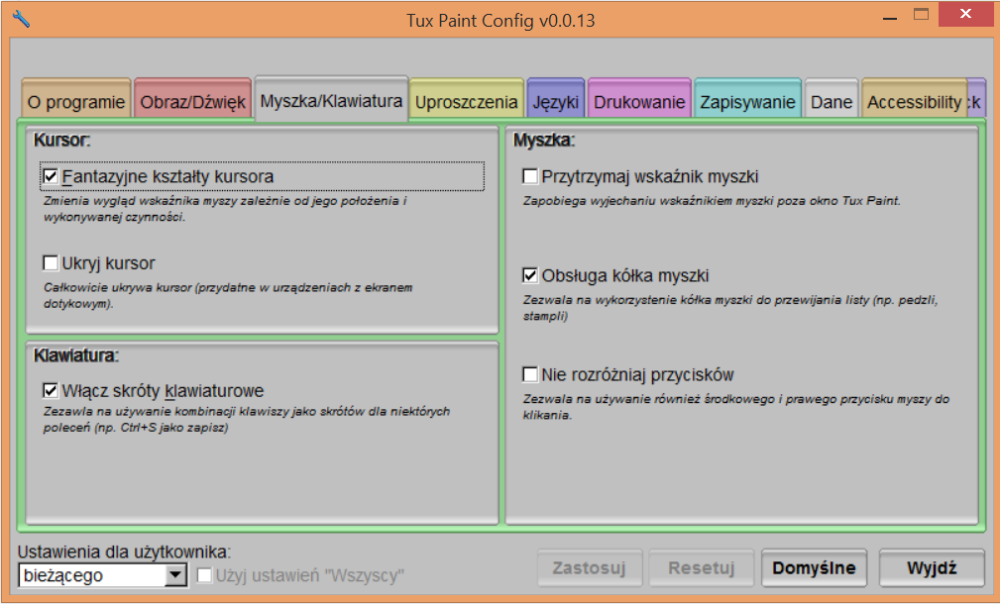 Tux Paint Config v0.0.13
O programie
Obraz/Dźwięk
Myszka/Klawiatura
Uproszczenia
Języki
Drukowanie
Zapisywanie
Dane
Accessibility
ck
Kursor:
Fantazyjne kształty kursora
Zmienia wygląd wskaźnika myszy zależnie od jego położenia i
wykonywanej czynności.
Ukryj kursor
Całkowicie ukrywa kursor (przydatne w urządzeniach z ekranem
dotykowym).
Klawiatura:
Włącz skróty klawiaturowe
Zezawla na używanie kombinacji klawiszy jako skrótów dla niektórych
poleceń (np. Ctrl+S jako zapisz)
Myszka:
Przytrzymaj wskaźnik myszki
Zapobiega wyjechaniu wskaźnikiem myszki poza okno Tux Paint.
Obsługa kółka myszki
Zezwala na wykorzystenie kółka myszki do przewijania listy (np. pedzli,
stampli)
Nie rozróżniaj przycisków
Zezwala na używanie również środkowego i prawego przycisku myszy do
klikania.
Ustawienia dla użytkownika:
bieżącego
Użyj ustawień "Wszyscy"
Zastosuj
Resetuj
Domyślne
Wyjdź